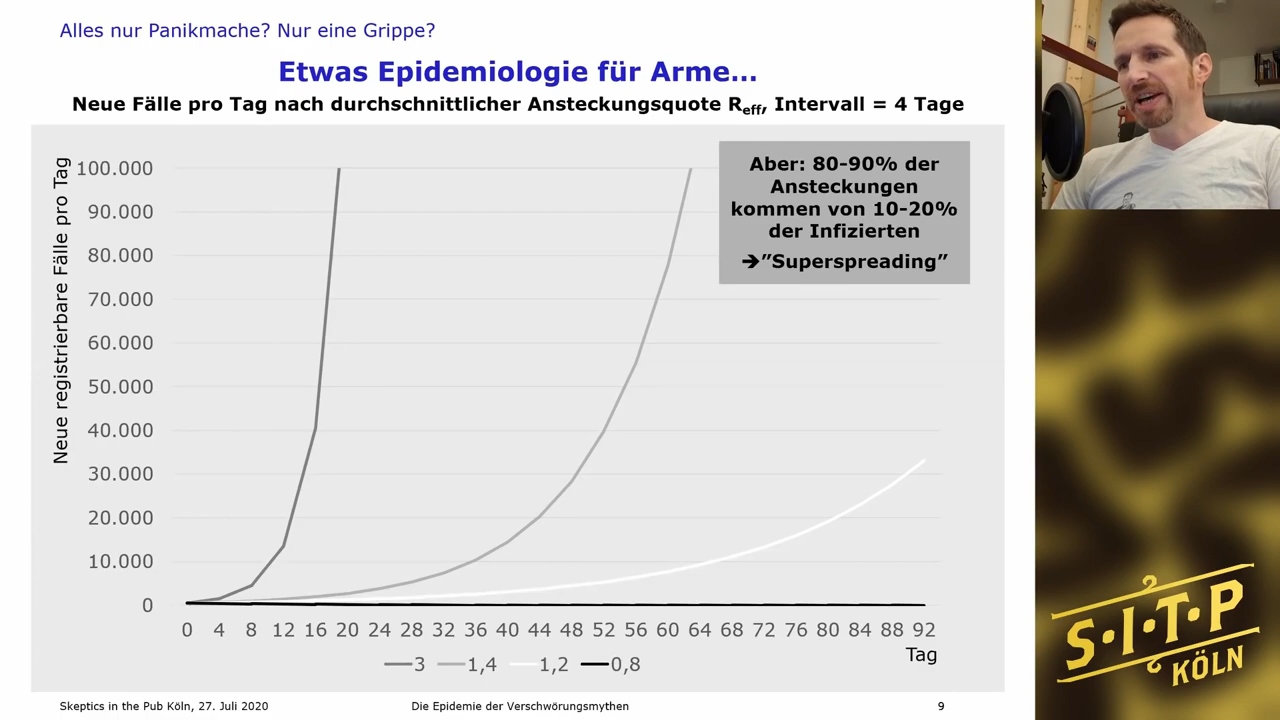 Alles nur Panikmache? Nur eine Grippe?
Etwas Epidemiologie für Arme...
Neue Fälle pro Tag nach durchschnittlicher Ansteckungsquote Reff, Intervall = 4 Tage
Neue registrierbare Fälle pro Tag
100.000
90.000
80.000
70.000
60.000
50.000
40.000
30.000
20.000
10.000
0
Aber: 80-90% der
Ansteckungen
kommen von 10-20%
der Infizierten
➔”Superspreading”
0 4 8 12 16 20 24 28 32 36 40 44 48 52 56 60 64 68 72 76 80 84 88 92
Tag
3 1,4 1,2 0,8
Skeptics in the Pub Köln, 27. Juli 2020
Die Epidemie der Verschwörungsmythen
9
S·I·T·P
KÖLN